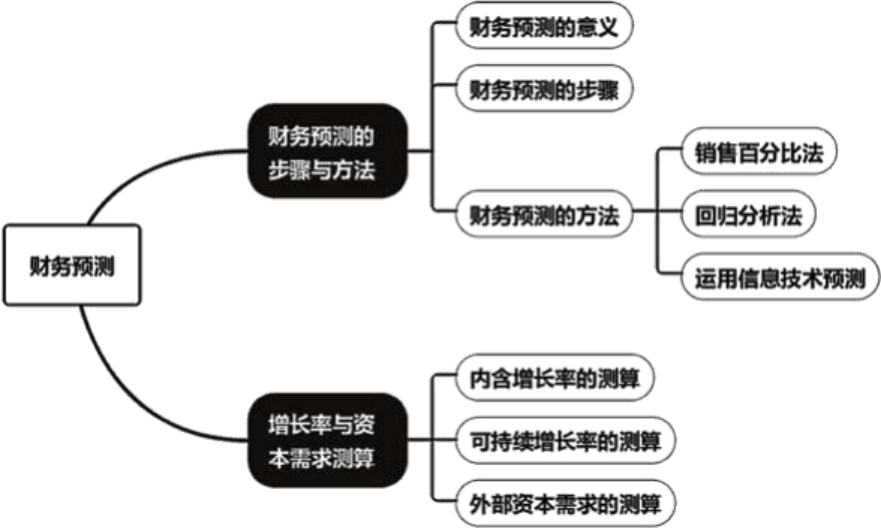 财务预测
财务预测的
步骤与方法
财务预测的意义
财务预测的步骤
财务预测的方法
销售百分比法
回归分析法
运用信息技术预测
增长率与资
本需求测算
内含增长率的测算
可持续增长率的测算
外部资本需求的测算